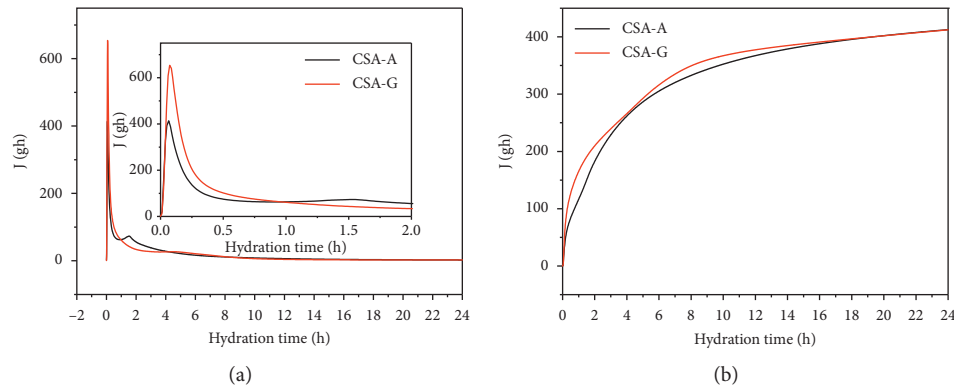 600
400
200
0
J (gh)
−2 0 2 4 6 8 10 12 14 16 18 20 22 24
Hydration time (h)
600
400
200
100
0
J (gh)
0.0 0.5 1.0 1.5 2.0
Hydration time (h)
CSA-A
CSA-G
(a)
400
300
200
100
0
J (gh)
0 2 4 6 8 10 12 14 16 18 20 22 24
Hydration time (h)
CSA-A
CSA-G
(b)